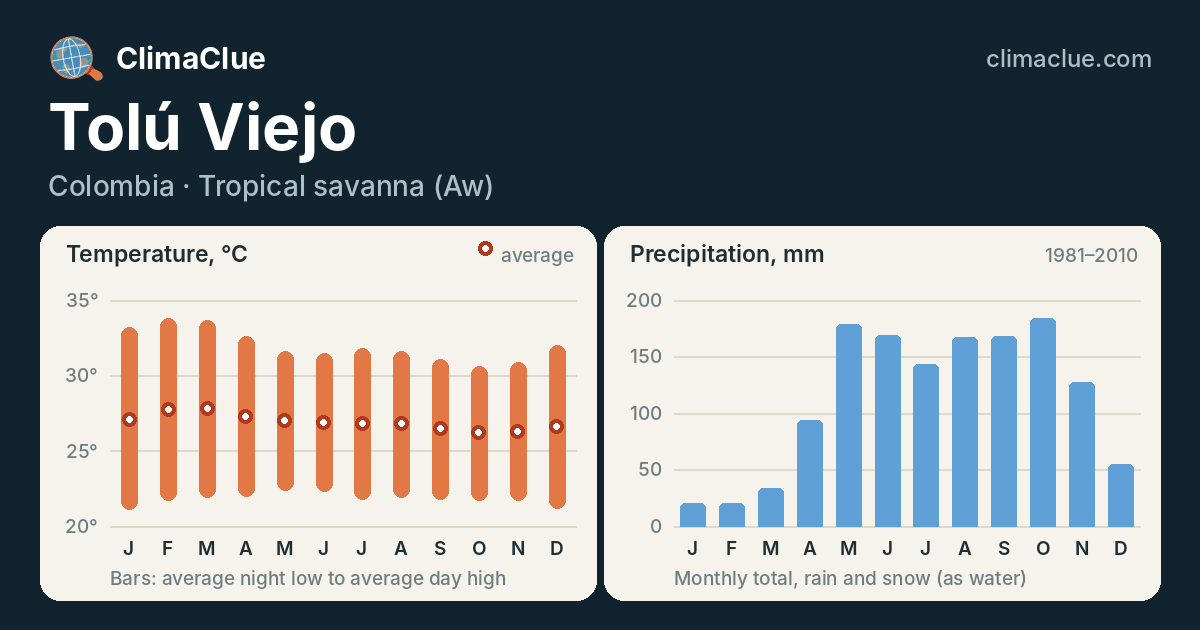 ClimaClue
climaclue.com
Tolú Viejo
Colombia · Tropical savanna (Aw)
Temperature, °C
average
35°
30°
25°
20°
J F M A M J J A S O N D
Bars: average night low to average day high
Precipitation, mm
1981–2010
200
150
100
50
0
J F M A M J J A S O N D
Monthly total, rain and snow (as water)